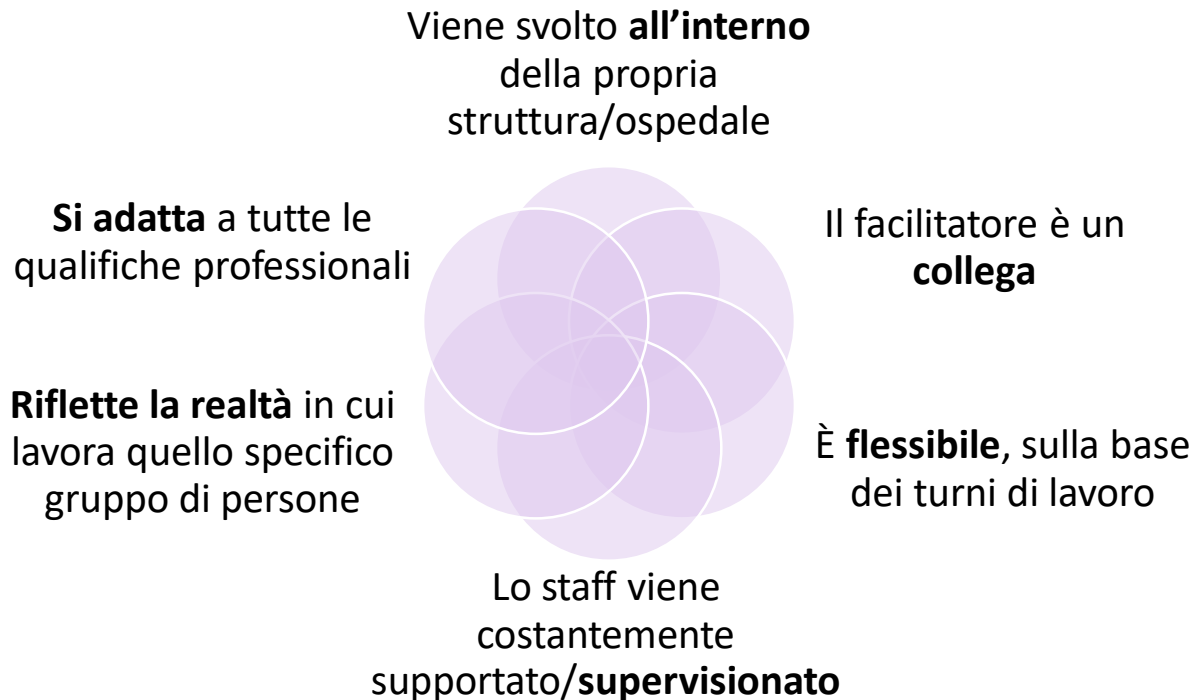 Viene svolto all’interno
della propria
struttura/ospedale
Il facilitatore è un
collega
È flessibile, sulla base
dei turni di lavoro
Lo staff viene
costantemente
supportato/supervisionato
Riflette la realtà in cui
lavora quello specifico
gruppo di persone
Si adatta a tutte le
qualifiche professionali